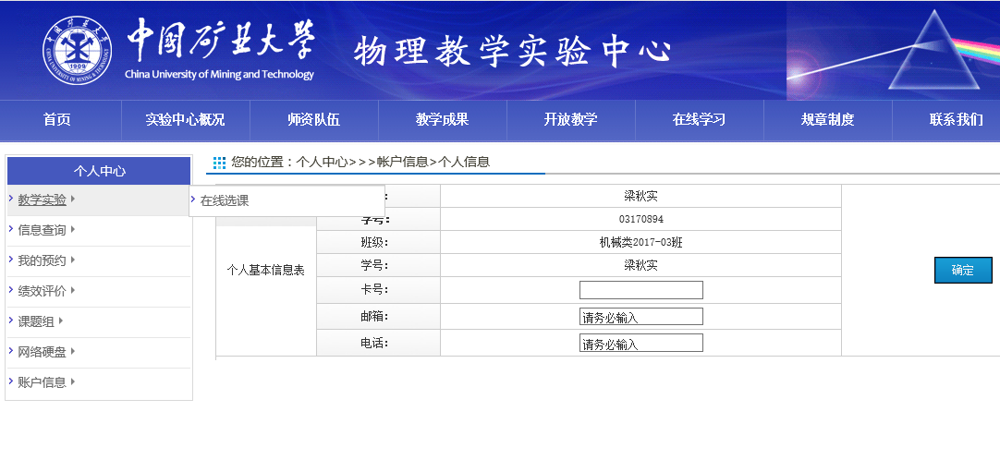 中国矿业大学
China University of Mining and Technology
物理教学实验中心
1909
首页 实验中心概况 师资队伍 教学成果 开放教学 在线学习 规章制度 联系我们
个人中心
您的位置：个人中心>>>帐户信息>个人信息
教学实验
在线选课
信息查询
我的预约
绩效评价
课题组
网络硬盘
账户信息
个人基本信息表
梁秋实
学号： 03170894
班级： 机械类2017-03班
学号： 梁秋实
卡号：
邮箱： 请务必输入
电话： 请务必输入
确定